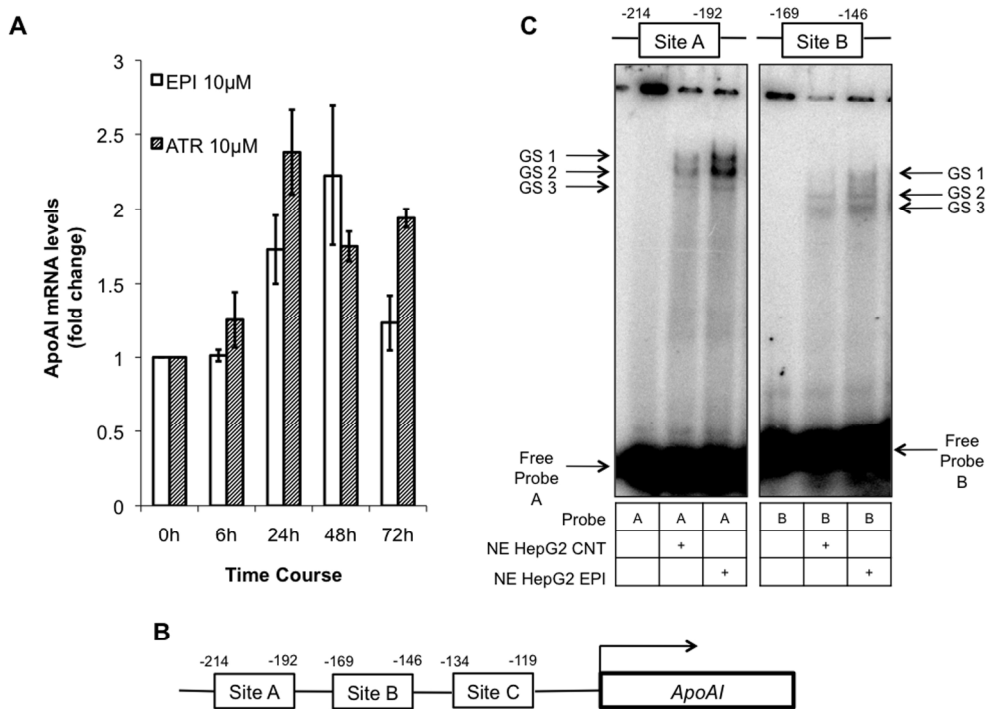 A
3
2.5
2
1.5
1
0.5
0
ApoAI mRNA levels
(fold change)
EPI 10µM
ATR 10µM
0h 6h 24h 48h 72h
Time Course
C
-214 -192
Site A
-169 -146
Site B
GS 1
GS 2
GS 3
GS 1
GS 2
GS 3
Free
Probe
A
Free
Probe
B
Probe A A A B B B
NE HepG2 CNT + +
NE HepG2 EPI + +
B
-214 -192 -169 -146 -134 -119
Site A Site B Site C ApoAI